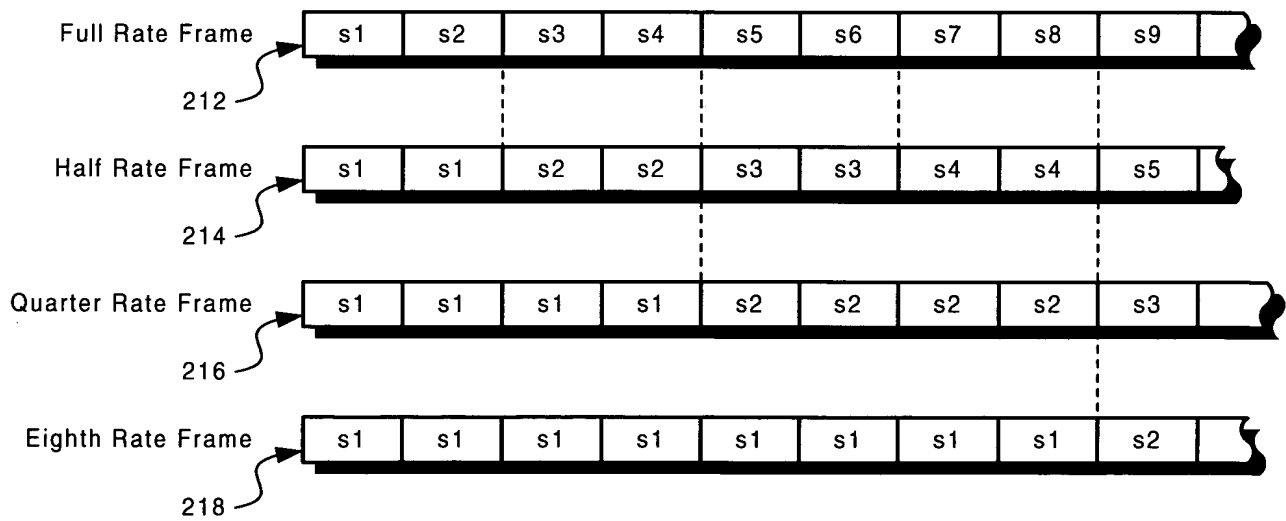 Full Rate Frame s1 s2 s3 s4 s5 s6 s7 s8 s9
212
Half Rate Frame s1 s1 s2 s2 s3 s3 s4 s4 s5
214
Quarter Rate Frame s1 s1 s1 s1 s2 s2 s2 s2 s3
216
Eighth Rate Frame s1 s1 s1 s1 s1 s1 s1 s1 s2
218